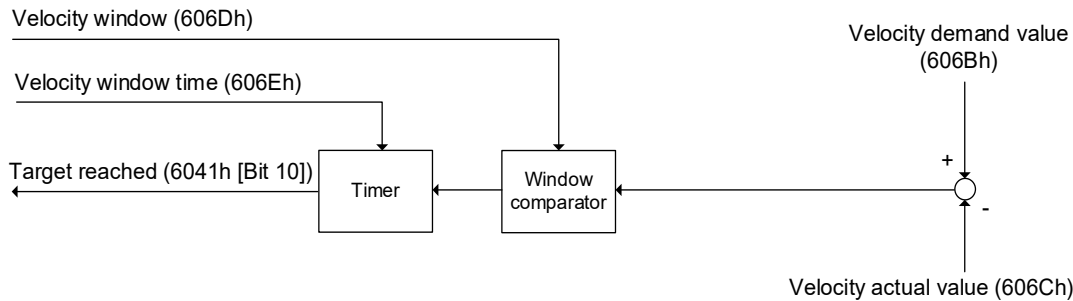 Velocity window (606Dh)
Velocity demand value
(606Bh)
Velocity window time (606Eh)
Target reached (6041h [Bit 10])
Timer
Window
comparator
+
-
Velocity actual value (606Ch)